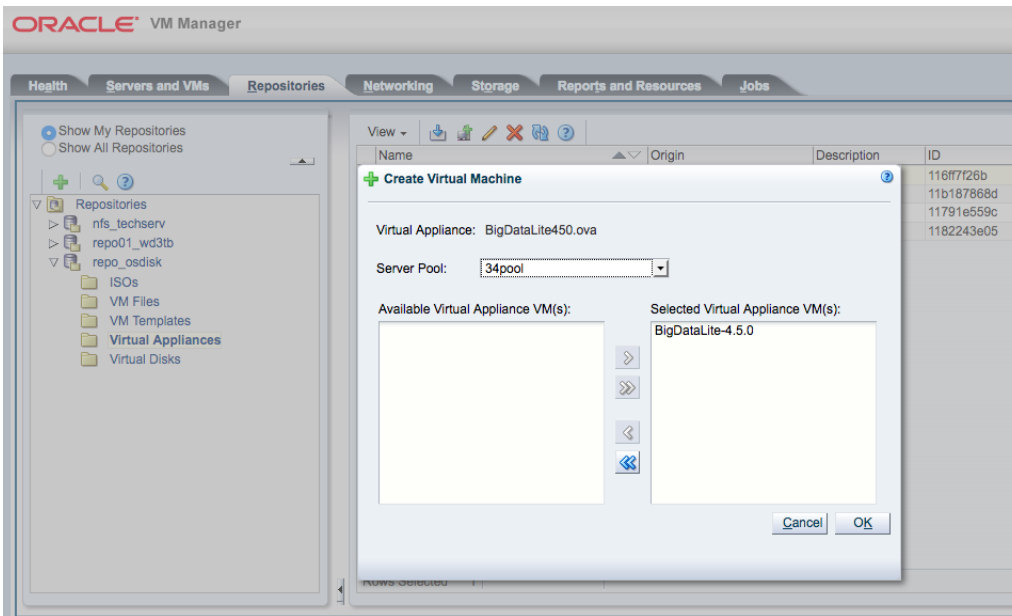 ORACLE VM Manager
Health Servers and VMs Repositories Networking Storage Reports and Resources Jobs
Show My Repositories
Show All Repositories
Repositories
nfs_techserv
repo01_wd3tb
repo_osdisk
ISOs
VM Files
VM Templates
Virtual Appliances
Virtual Disks
View
Name Origin Description ID
116ff7f26b
11b187868d
11791e559c
1182243e05
Create Virtual Machine
Virtual Appliance: BigDataLite450.ova
Server Pool: 34pool
Available Virtual Appliance VM(s): Selected Virtual Appliance VM(s):
BigDataLite-4.5.0
Cancel OK
Rows Selected 1